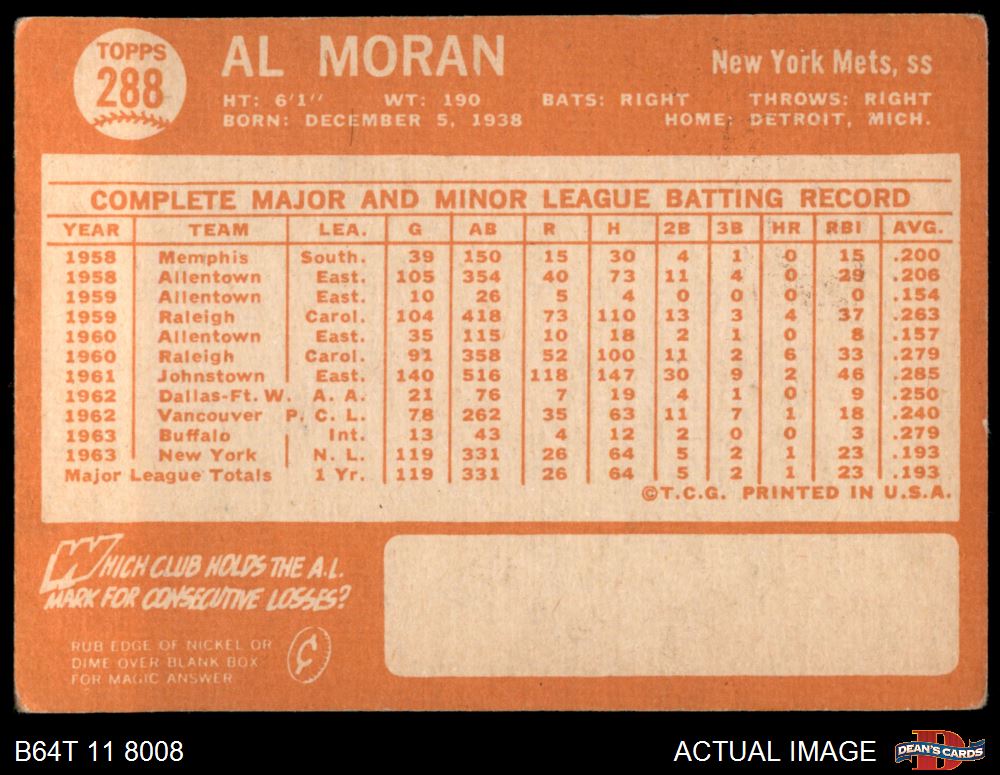 TOPPS
288
AL MORAN
New York Mets, ss
HT: 6'1" WT: 190 BATS: RIGHT THROWS: RIGHT
BORN: DECEMBER 5, 1938 HOME: DETROIT, MICH.
COMPLETE MAJOR AND MINOR LEAGUE BATTING RECORD
YEAR TEAM LEA. G AB R H 2B 3B HR RBI AVG.
1958 Memphis South. 39 150 15 30 4 1 0 15 .200
1958 Allentown East. 105 354 40 73 11 4 0 29 .206
1959 Allentown East. 10 26 5 4 0 0 0 0 .154
1959 Raleigh Carol. 104 418 73 110 13 3 4 37 .263
1960 Allentown East. 35 115 10 18 2 1 0 8 .157
1960 Raleigh Carol. 91 358 52 100 11 2 6 33 .279
1961 Johnstown East. 140 516 118 147 30 9 2 46 .285
1962 Dallas-Ft. W. A. A. 21 76 7 19 4 1 0 9 .250
1962 Vancouver P. C. L. 78 262 35 63 11 7 1 18 .240
1963 Buffalo Int. 13 43 4 12 2 0 0 3 .279
1963 New York N. L. 119 331 26 64 5 2 1 23 .193
Major League Totals 1 Yr. 119 331 26 64 5 2 1 23 .193
©T.C.G. PRINTED IN U.S.A.
WHICH CLUB HOLDS THE A.L.
MARK FOR CONSECUTIVE LOSSES?
RUB EDGE OF NICKEL OR
DIME OVER BLANK BOX
FOR MAGIC ANSWER
¢
B64T 11 8008
ACTUAL IMAGE
B
DEAN'S CARDS